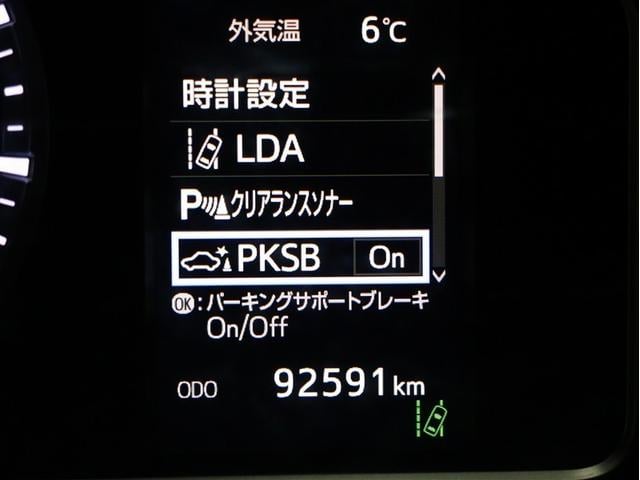 外気温 6℃
時計設定
LDA
P クリアランスソナー
PKSB On
OK:パーキングサポートブレーキ
On/Off
ODO 92591km